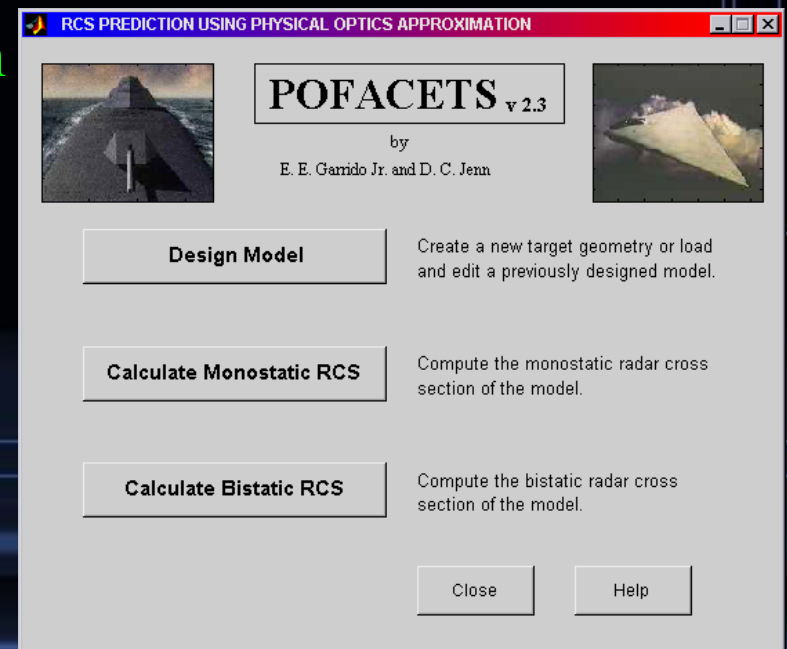 RCS PREDICTION USING PHYSICAL OPTICS APPROXIMATION
POFACETS v 2.3
by
E. E. Garrido Jr. and D. C. Jenn
Design Model
Create a new target geometry or load
and edit a previously designed model.
Calculate Monostatic RCS
Compute the monostatic radar cross
section of the model.
Calculate Bistatic RCS
Compute the bistatic radar cross
section of the model.
Close
Help